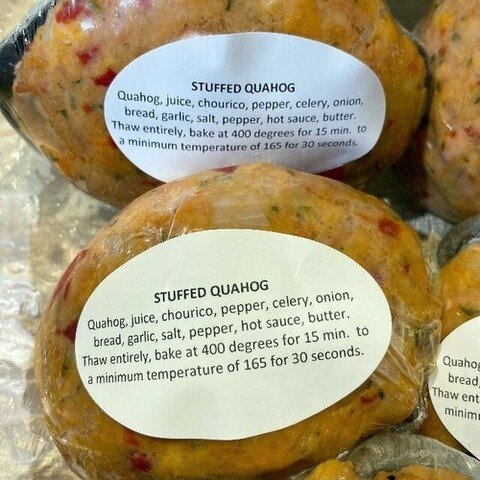 STUFFED QUAHOG
Quahog, juice, chourico, pepper, celery, onion,
bread, garlic, salt, pepper, hot sauce, butter.
Thaw entirely, bake at 400 degrees for 15 min. to
a minimum temperature of 165 for 30 seconds.
STUFFED QUAHOG
Quahog, juice, chourico, pepper, celery, onion,
bread, garlic, salt, pepper, hot sauce, butter.
Thaw entirely, bake at 400 degrees for 15 min. to
a minimum temperature of 165 for 30 seconds.
Quahog
bread,
Thaw ent
minim